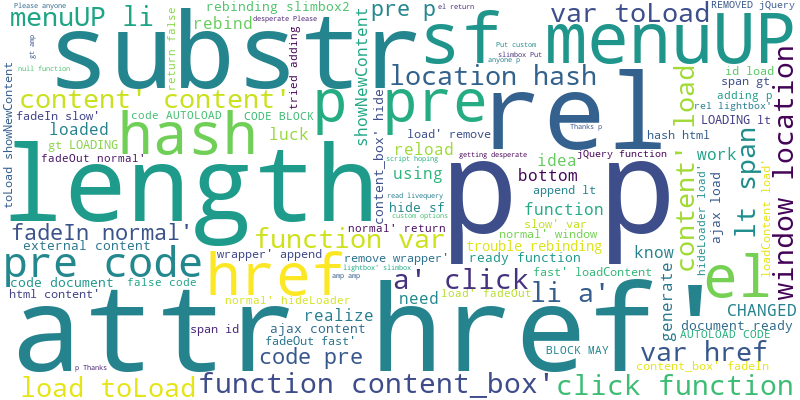 Please anyone
menuUP li
desperate Please
rebinding slimbox2
pre p
el return
var toLoad
REMOVED jQuery
gt amp
null function
return false
rebind
substr
tried adding
sf
Put custom
slimbox Put
anyone p
menuUP
content' content'
location hash
id load
span gt
adding p
rel lightbox'
fadeIn slow'
code AUTOLOAD
CODE BLOCK
hash
p pre
rel
LOADING lt
loaded
luck
load' remove
Thanks p
hash html
gt LOADING
reload
idea
toLoad showNewContent
showNewContent
content_box' hide
content' load
lt span
window location
fadeOut normal'
length
script hoping
getting desperate
jQuery function
work
using
bottom
read livequery
append lt
p p
hide sf
custom options
function
slow' var
fadeIn normal'
normal' return
normal' window
function var
external content
trouble rebinding
know
hideLoader load'
ajax load
loadContent load'
pre code
wrapper' append
remove wrapper'
ready function
lightbox' slimbox
amp amp
fast' loadContent
href
a' click
el
code document
false code
html content'
normal' hideLoader
need
load' fadeOut
li a'
generate
CHANGED
attr href'
realize
document ready
span id
ajax content
AUTOLOAD CODE
fadeOut fast'
code pre
BLOCK MAY
var href
p Thanks
content_box' fadeIn
load toLoad
function content_box'
click function